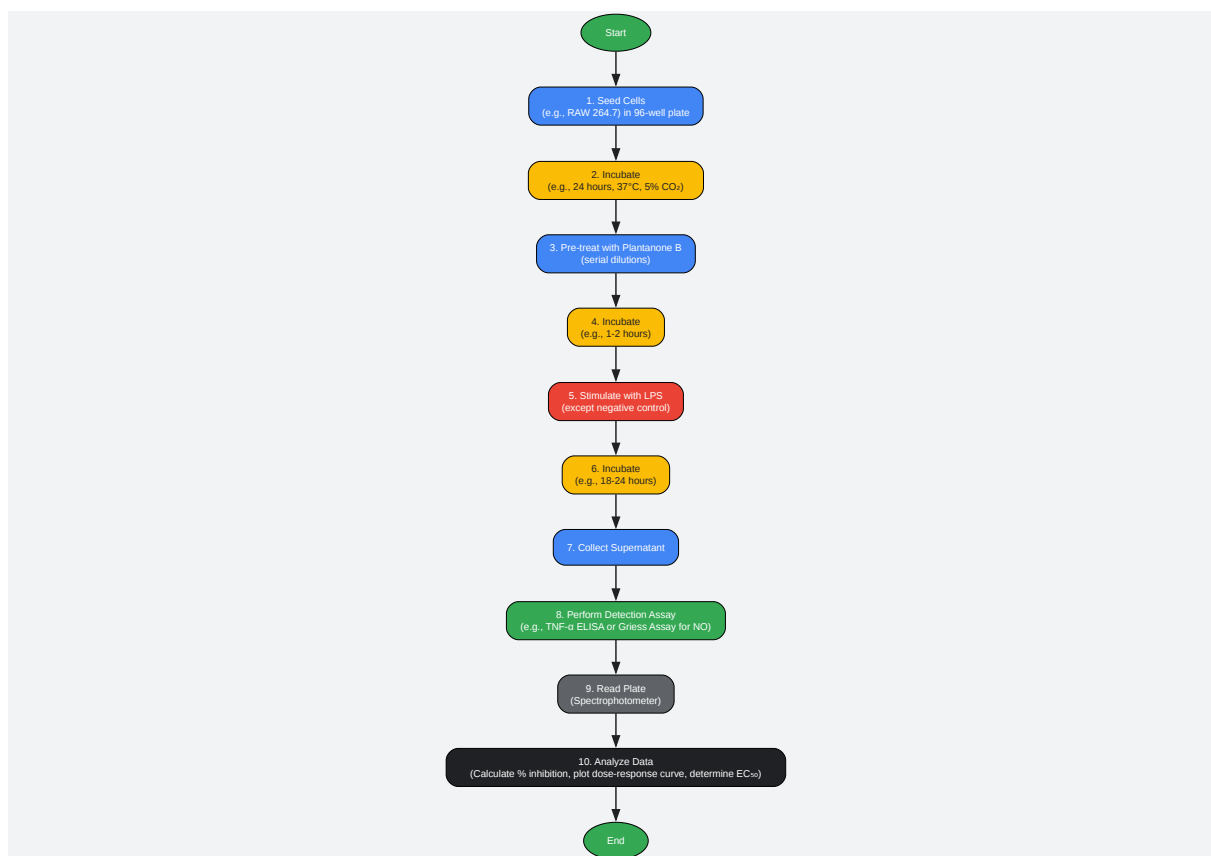 Start
1. Seed Cells
(e.g., RAW 264.7) in 96-well plate
2. Incubate
(e.g., 24 hours, 37°C, 5% CO₂)
3. Pre-treat with Plantanone B
(serial dilutions)
4. Incubate
(e.g., 1-2 hours)
5. Stimulate with LPS
(except negative control)
6. Incubate
(e.g., 18-24 hours)
7. Collect Supernatant
8. Perform Detection Assay
(e.g., TNF-α ELISA or Griess Assay for NO)
9. Read Plate
(Spectrophotometer)
10. Analyze Data
(Calculate % inhibition, plot dose-response curve, determine EC₅₀)
End